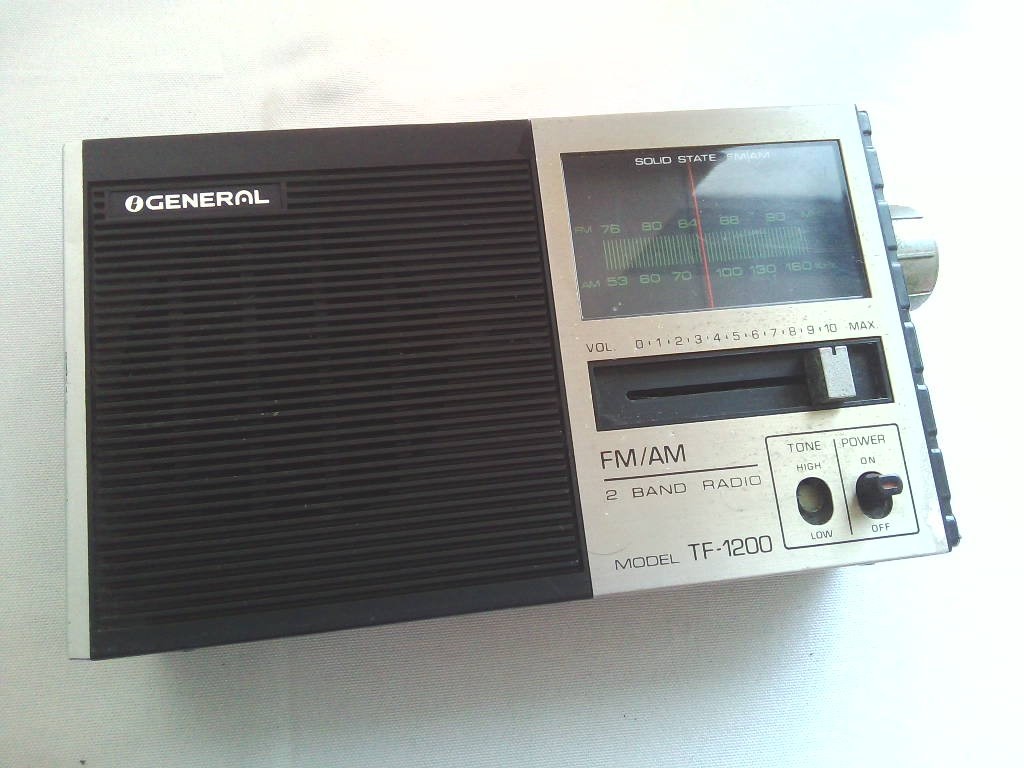 GENERAL
SOLID STATE FM/AM
FM 76 80 84 88 90
AM 53 60 70 100 130 160
VOL. 0 1 2 3 4 5 6 7 8 9 10 MAX.
FM/AM
2 BAND RADIO
TONE POWER
HIGH ON
LOW OFF
MODEL TF-1200